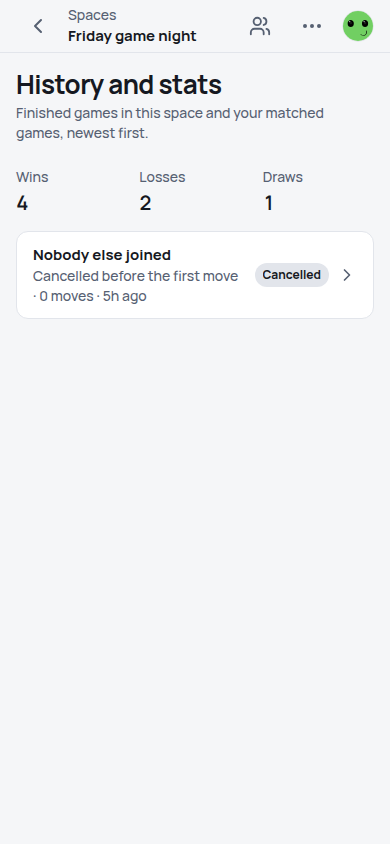 Spaces
Friday game night
History and stats
Finished games in this space and your matched
games, newest first.
Wins
Losses
Draws
4
2
1
Nobody else joined
Cancelled before the first move
· 0 moves · 5h ago
Cancelled